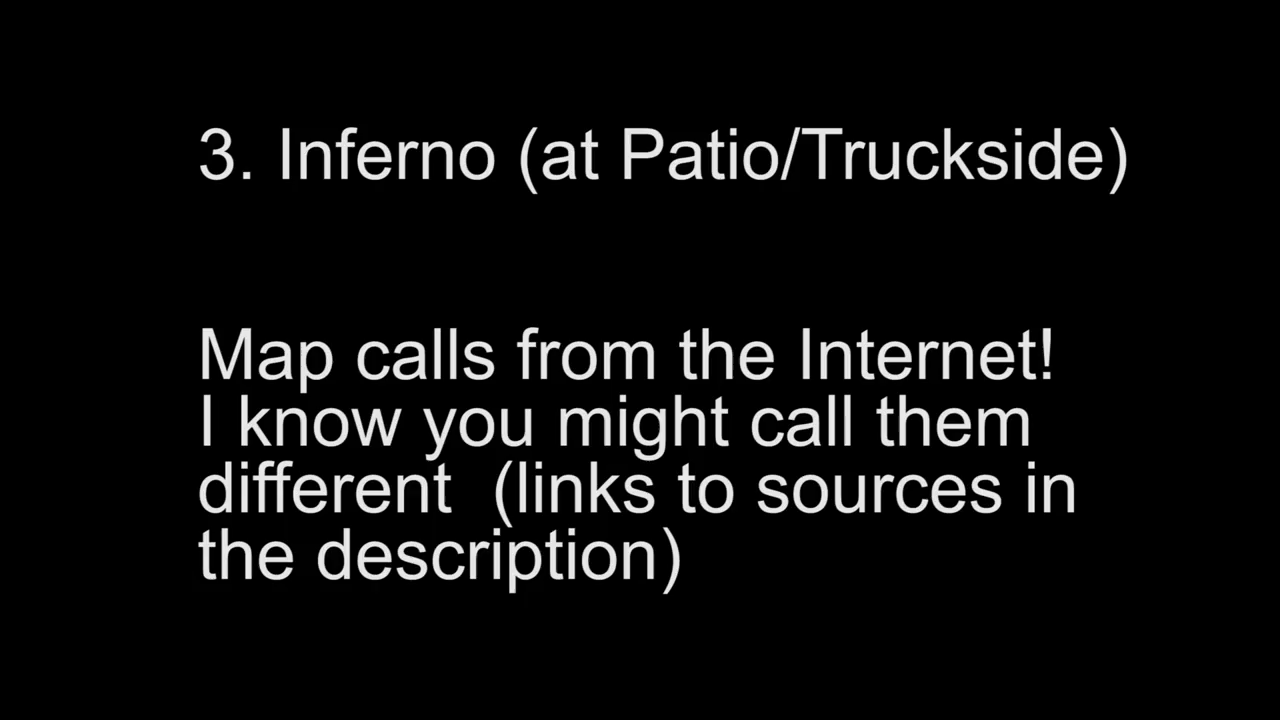 3. Inferno (at Patio/Truckside)
Map calls from the Internet!
I know you might call them
different  (links to sources in
the description)